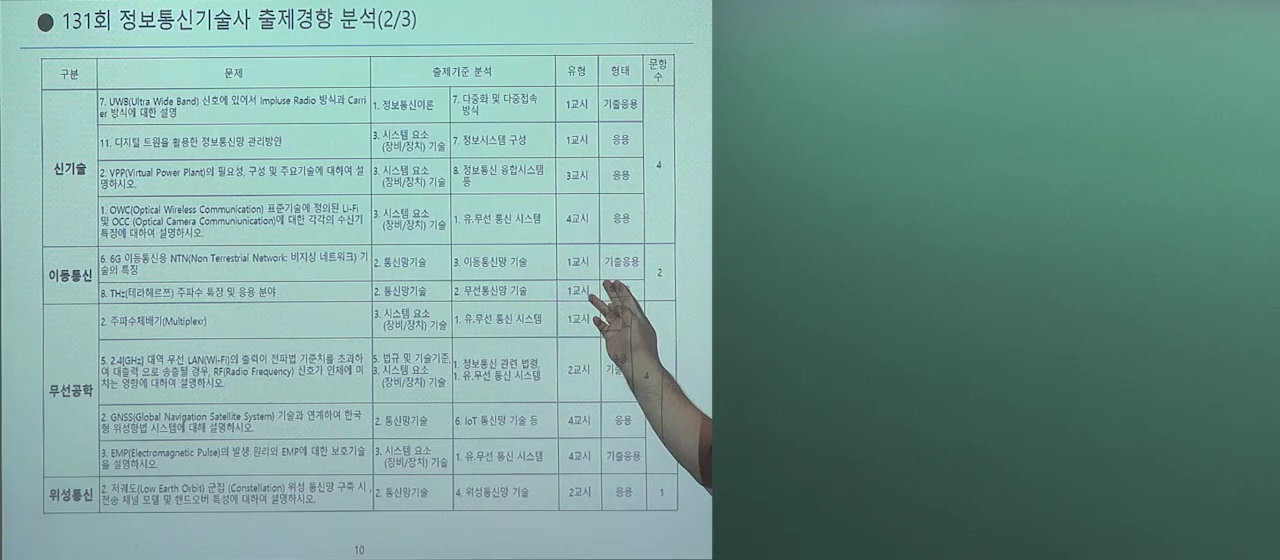 ● 131회 정보통신기술사 출제경향 분석(2/3)
구분 문제 출제기준 분석 유형 형태 문항수
신기술
7. UWB(Ultra Wide Band) 신호에 있어서 Impluse Radio 방식과 Carri
er 방식에 대한 설명
1. 정보통신이론
7. 다중화 및 다중접속
방식
1교시 기출응용
11. 디지털 트윈을 활용한 정보통신망 관리방안
3. 시스템 요소
(장비/장치) 기술
7. 정보시스템 구성
1교시 응용
2. VPP(Virtual Power Plant)의 필요성, 구성 및 주요기술에 대하여 설
명하시오.
3. 시스템 요소
(장비/장치) 기술
8. 정보통신 융합시스템
등
3교시 응용
1. OWC(Optical Wireless Communication) 표준기술에 정의된 Li-Fi
및 OCC (Optical Camera Communiunication)에 대한 각각의 수신기
특징에 대하여 설명하시오.
3. 시스템 요소
(장비/장치) 기술
1. 유.무선 통신 시스템
4교시 응용
4
이동통신
6. 6G 이동통신용 NTN(Non Terrestrial Network: 비지상 네트워크) 기
술의 특징
2. 통신망기술 3. 이동통신망 기술 1교시 기출응용
8. THz(테라헤르쯔) 주파수 특징 및 응용 분야
2. 통신망기술 2. 무선통신망 기술 1교시
2
무선공학
2. 주파수체배기(Multiplexr)
3. 시스템 요소
(장비/장치) 기술
1. 유.무선 통신 시스템
1교시
5. 2.4[GHz] 대역 무선 LAN(Wi-Fi)의 출력이 전파법 기준치를 초과하
여 대출력 으로 송출될 경우, RF(Radio Frequency) 신호가 인체에 미
치는 영향에 대하여 설명하시오.
5. 법규 및 기술기준,
3. 시스템 요소
(장비/장치) 기술
1. 정보통신 관련 법령,
1. 유.무선 통신 시스템
2교시
4
2. GNSS(Global Navigation Satellite System) 기술과 연계하여 한국
형 위성항법 시스템에 대해 설명하시오.
2. 통신망기술 6. IoT 통신망 기술 등 4교시 응용
3. EMP(Electromagnetic Pulse)의 발생 원리와 EMP에 대한 보호기술
을 설명하시오.
3. 시스템 요소
(장비/장치) 기술
1. 유.무선 통신 시스템
4교시 기출응용
위성통신
2. 저궤도(Low Earth Orbit) 군집 (Constellation) 위성 통신망 구축 시,
전송 채널 모델 및 핸드오버 특성에 대하여 설명하시오.
2. 통신망기술 4. 위성통신망 기술 2교시 응용 1
10